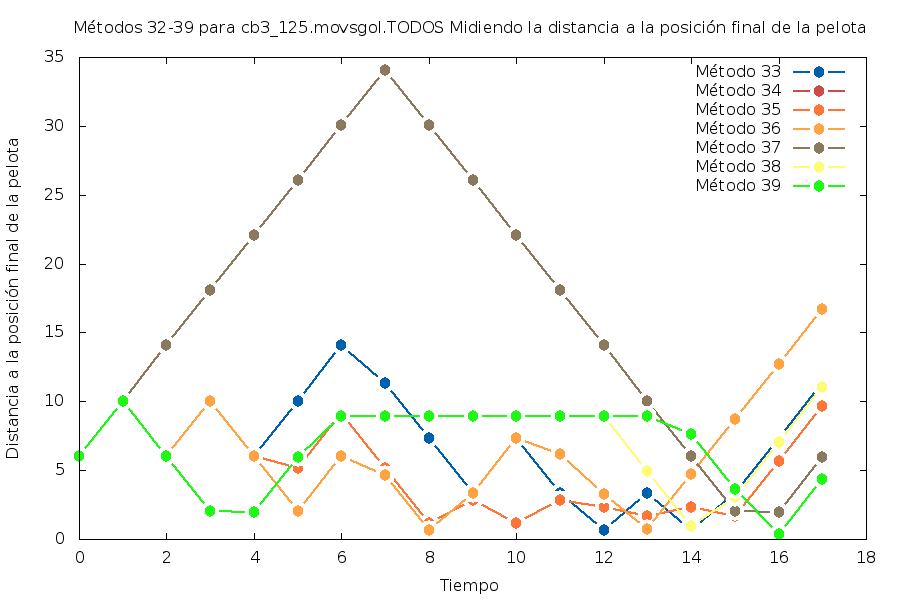 Métodos 32-39 para cb3_125.movsgol.TODOS Midiendo la distancia a la posición final de la pelota
35
30
25
20
15
10
5
0
Distancia a la posición final de la pelota
Método 33
Método 34
Método 35
Método 36
Método 37
Método 38
Método 39
0 2 4 6 8 10 12 14 16 18
Tiempo